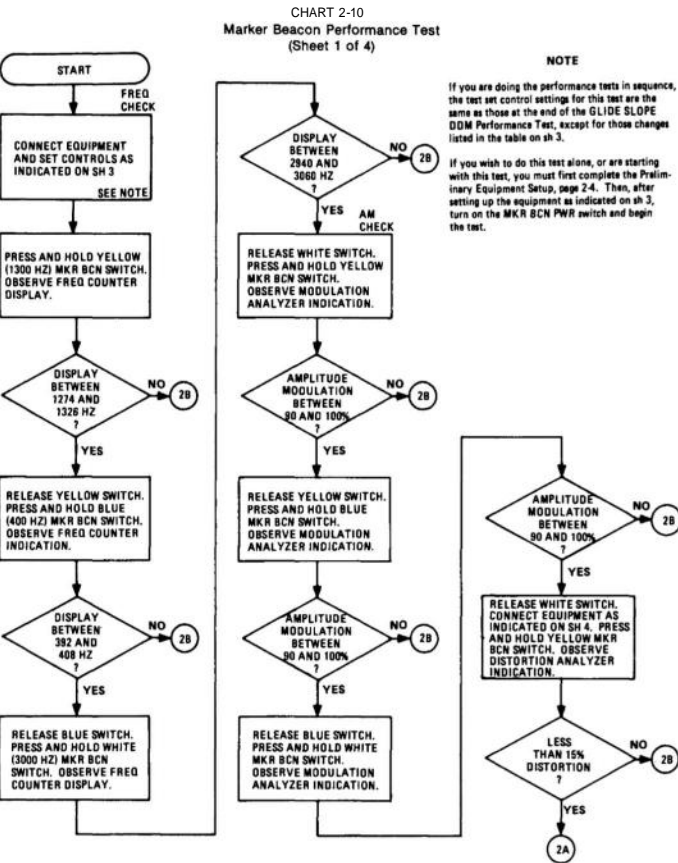 CHART 2-10
Marker Beacon Performance Test
(Sheet 1 of 4)
START
FREQ
CHECK
CONNECT EQUIPMENT
AND SET CONTROLS AS
INDICATED ON SH 3
SEE NOTE
PRESS AND HOLD YELLOW
(1300 HZ) MKR BCN SWITCH.
OBSERVE FREQ COUNTER
DISPLAY.
DISPLAY
BETWEEN
1274 AND
1326 HZ
?
NO
2B
YES
RELEASE YELLOW SWITCH.
PRESS AND HOLD BLUE
(400 HZ) MKR BCN SWITCH.
OBSERVE FREQ COUNTER
INDICATION.
DISPLAY
BETWEEN
392 AND
408 HZ
?
NO
2B
YES
RELEASE BLUE SWITCH.
PRESS AND HOLD WHITE
(3000 HZ) MKR BCN
SWITCH. OBSERVE FREQ
COUNTER DISPLAY.
DISPLAY
BETWEEN
2940 AND
3060 HZ
?
NO
2B
YES
AM
CHECK
RELEASE WHITE SWITCH.
PRESS AND HOLD YELLOW
MKR BCN SWITCH.
OBSERVE MODULATION
ANALYZER INDICATION.
AMPLITUDE
MODULATION
BETWEEN
90 AND 100%
?
NO
2B
YES
RELEASE YELLOW SWITCH.
PRESS AND HOLD BLUE
MKR BCN SWITCH.
OBSERVE MODULATION
ANALYZER INDICATION.
AMPLITUDE
MODULATION
BETWEEN
90 AND 100%
?
NO
2B
YES
RELEASE BLUE SWITCH.
PRESS AND HOLD WHITE
MKR BCN SWITCH.
OBSERVE MODULATION
ANALYZER INDICATION.
NOTE
If you are doing the performance tests in sequence,
the test set control settings for this test are the
same as those at the end of the GLIDE SLOPE
DDM Performance Test, except for those changes
listed in the table on sh 3.
If you wish to do this test alone, or are starting
with this test, you must first complete the Prelim-
inary Equipment Setup, page 2-4. Then, after
setting up the equipment as indicated on sh 3,
turn on the MKR BCN PWR switch and begin
the test.
AMPLITUDE
MODULATION
BETWEEN
90 AND 100%
?
NO
2B
YES
RELEASE WHITE SWITCH.
CONNECT EQUIPMENT AS
INDICATED ON SH 4. PRESS
AND HOLD YELLOW MKR
BCN SWITCH. OBSERVE
DISTORTION ANALYZER
INDICATION.
LESS
THAN 15%
DISTORTION
?
NO
2B
YES
2A